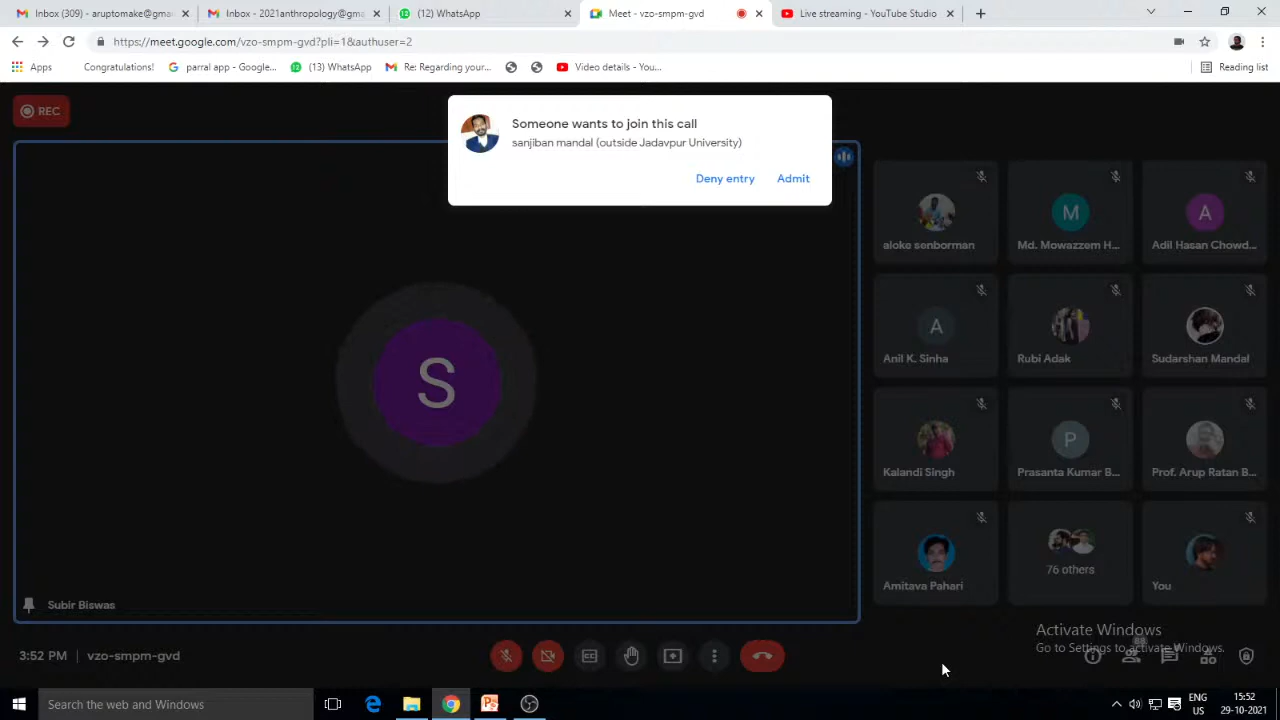 Inbox (209) - aruptomake@gma
Inbox - 2021anthropology@gm
(12) WhatsApp
Meet - vzo-smpm-gvd
Live streaming - YouTube Studio
https://meet.google.com/vzo-smpm-gvd?pli=1&authuser=2
Apps
Congratulations!
parral app - Google...
(13) WhatsApp
Re: Regarding your...
Video details - You...
Reading list
REC
Someone wants to join this call
sanjiban mandal (outside Jadavpur University)
Deny entry
Admit
aloke senborman
M
Md. Mowazzem H...
A
Adil Hasan Chowd...
S
A
Anil K. Sinha
Rubi Adak
Sudarshan Mandal
Kalandi Singh
P
Prasanta Kumar B...
Prof. Arup Ratan B...
Amitava Pahari
76 others
You
Subir Biswas
Activate Windows
Go to Settings to activate Windows.
88
3:52 PM | vzo-smpm-gvd
CC
Search the web and Windows
ENG
US
15:52
29-10-2021